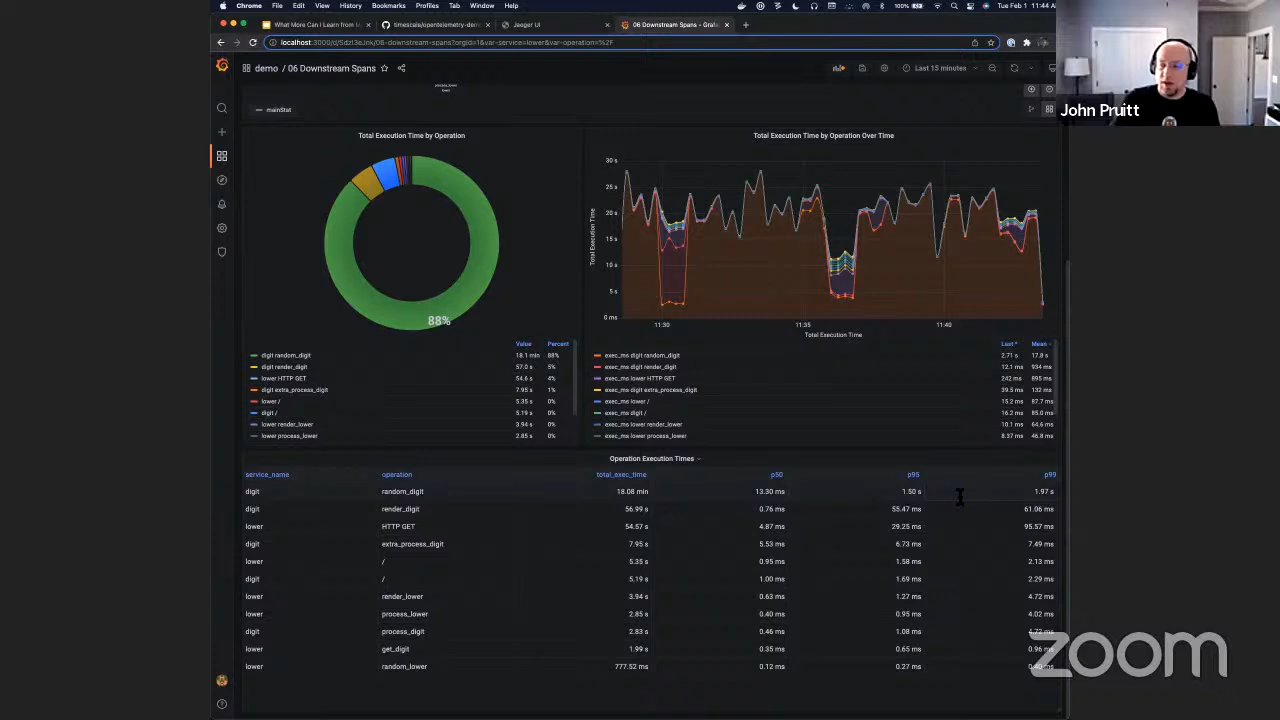 Chrome File Edit View History Bookmarks Profiles Tab Window Help 100% Tue Feb 1 11:44 A
What More Can I Learn from M timescale/opentelemetry-dem Jaeger UI 06 Downstream Spans - Grafa
localhost:3000/d/
06-downstream-spans?orgId=1&var-service=lower&var-operation=%2F
demo / 06 Downstream Spans Last 15 minutes
John Pruitt
process_lower
lower
mainStat
Total Execution Time by Operation
88%
Value Percent
digit random_digit 18.1 min 88%
digit render_digit 57.0 s 5%
lower HTTP GET 54.6 s 4%
digit extra_process_digit 7.95 s 1%
lower / 5.35 s 0%
digit / 5.19 s 0%
lower render_lower 3.94 s 0%
lower process_lower 2.85 s 0%
Total Execution Time by Operation Over Time
Total Execution Time
30 s
25 s
20 s
15 s
10 s
5 s
0 ms
11:30 11:35 11:40
Total Execution Time
Last * Mean
exec_ms digit random_digit 2.71 s 17.8 s
exec_ms digit render_digit 12.1 ms 934 ms
exec_ms lower HTTP GET 242 ms 895 ms
exec_ms digit extra_process_digit 39.5 ms 132 ms
exec_ms lower / 15.2 ms 87.7 ms
exec_ms digit / 16.2 ms 85.0 ms
exec_ms lower render_lower 10.1 ms 64.6 ms
exec_ms lower process_lower 8.37 ms 46.8 ms
Operation Execution Times
service_name operation total_exec_time p50 p95 p99
digit random_digit 18.08 min 13.30 ms 1.50 s 1.97 s
digit render_digit 56.99 s 0.76 ms 55.47 ms 61.06 ms
lower HTTP GET 54.57 s 4.87 ms 29.25 ms 95.57 ms
digit extra_process_digit 7.95 s 5.53 ms 6.73 ms 7.49 ms
lower / 5.35 s 0.95 ms 1.58 ms 2.13 ms
digit / 5.19 s 1.00 ms 1.69 ms 2.29 ms
lower render_lower 3.94 s 0.63 ms 1.27 ms 4.72 ms
lower process_lower 2.85 s 0.40 ms 0.95 ms 4.02 ms
digit process_digit 2.83 s 0.46 ms 1.08 ms 4.72 ms
lower get_digit 1.99 s 0.35 ms 0.65 ms 0.96 ms
lower random_lower 777.52 ms 0.12 ms 0.27 ms 0.40 ms
zoom